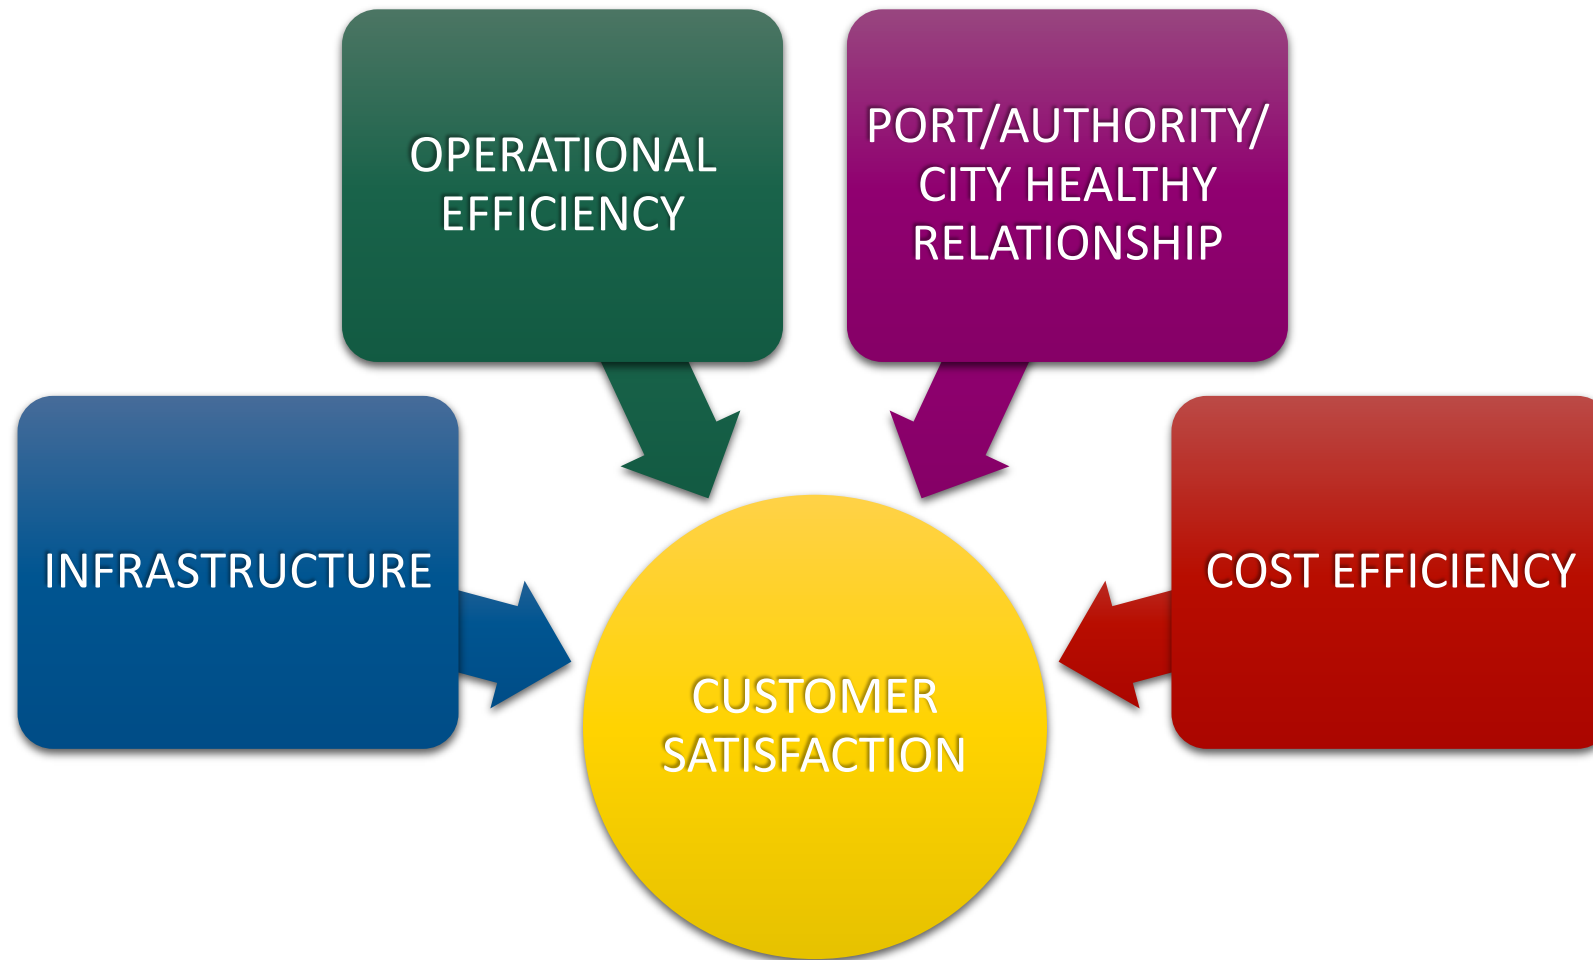 OPERATIONAL
EFFICIENCY
PORT/AUTHORITY/
CITY HEALTHY
RELATIONSHIP
INFRASTRUCTURE
COST EFFICIENCY
CUSTOMER
SATISFACTION